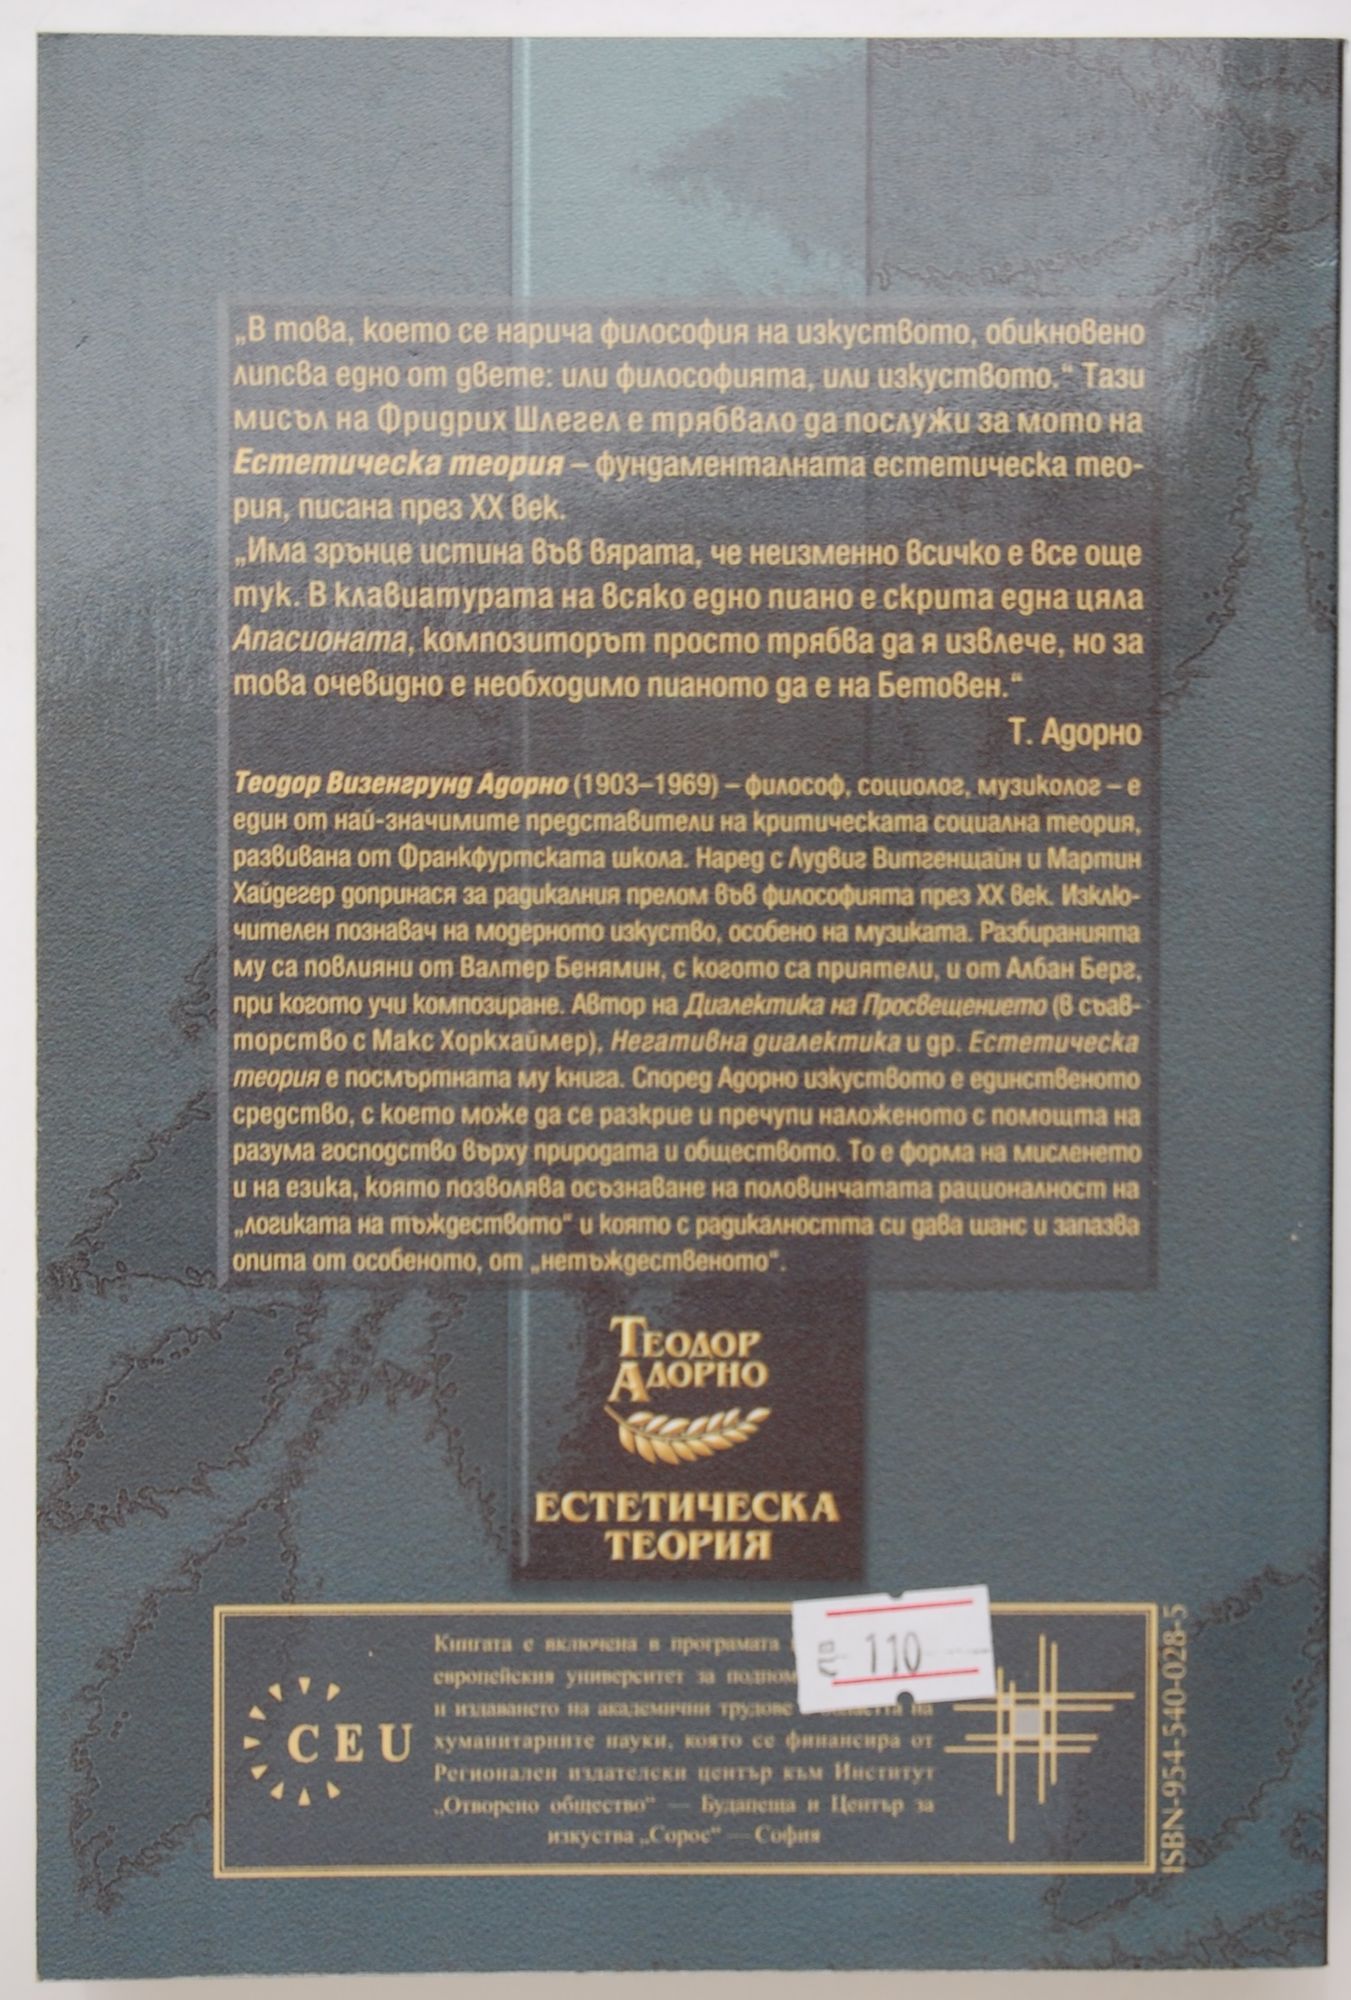 „В това, което се нарича философия на изкуството, обикновено
липсва едно от двете: или философията, или изкуството.“ Тази
мисъл на Фридрих Шлегел е трябвало да послужи за мото на
Естетическа теория – фундаменталната естетическа тео-
рия, писана през ХХ век.
„Има зрънце истина във вярата, че неизменно всичко е все още
тук. В клавиатурата на всяко едно пиано е скрита една цяла
Апасионата, композиторът просто трябва да я извлече, но за
това очевидно е необходимо пианото да е на Бетовен.“
Т. Адорно
Теодор Визенгрунд Адорно (1903–1969) – философ, социолог, музиколог – е
един от най-значимите представители на критическата социална теория,
развивана от Франкфуртската школа. Наред с Лудвиг Витгенщайн и Мартин
Хайдегер допринася за радикалния прелом във философията през ХХ век. Изклю-
чителен познавач на модерното изкуство, особено на музиката. Разбиранията
му са повлияни от Валтер Бенямин, с когото са приятели, и от Албан Берг,
при когото учи композиране. Автор на Диалектика на Просвещението (в съав-
торство с Макс Хоркхаймер), Негативна диалектика и др. Естетическа
теория е посмъртната му книга. Според Адорно изкуството е единственото
средство, с което може да се разкрие и пречупи наложеното с помощта на
разума господство върху природата и обществото. То е форма на мисленето
и на езика, която позволява осъзнаване на половинчатата рационалност на
„логиката на тъждеството“ и която с радикалността си дава шанс и запазва
опита от особеното, от „нетъждественото“.
ТЕОДОР
АДОРНО
ЕСТЕТИЧЕСКА
ТЕОРИЯ
CEU
Книгата е включена в програмата
европейския университет за
и издаването на академични трудове
хуманитарните науки, която се финансира от
Регионален издателски център към Институт
„Отворено общество“ — Будапеща и Център за
изкуства „Сорос“ — София
110
ISBN-954-540-028-5